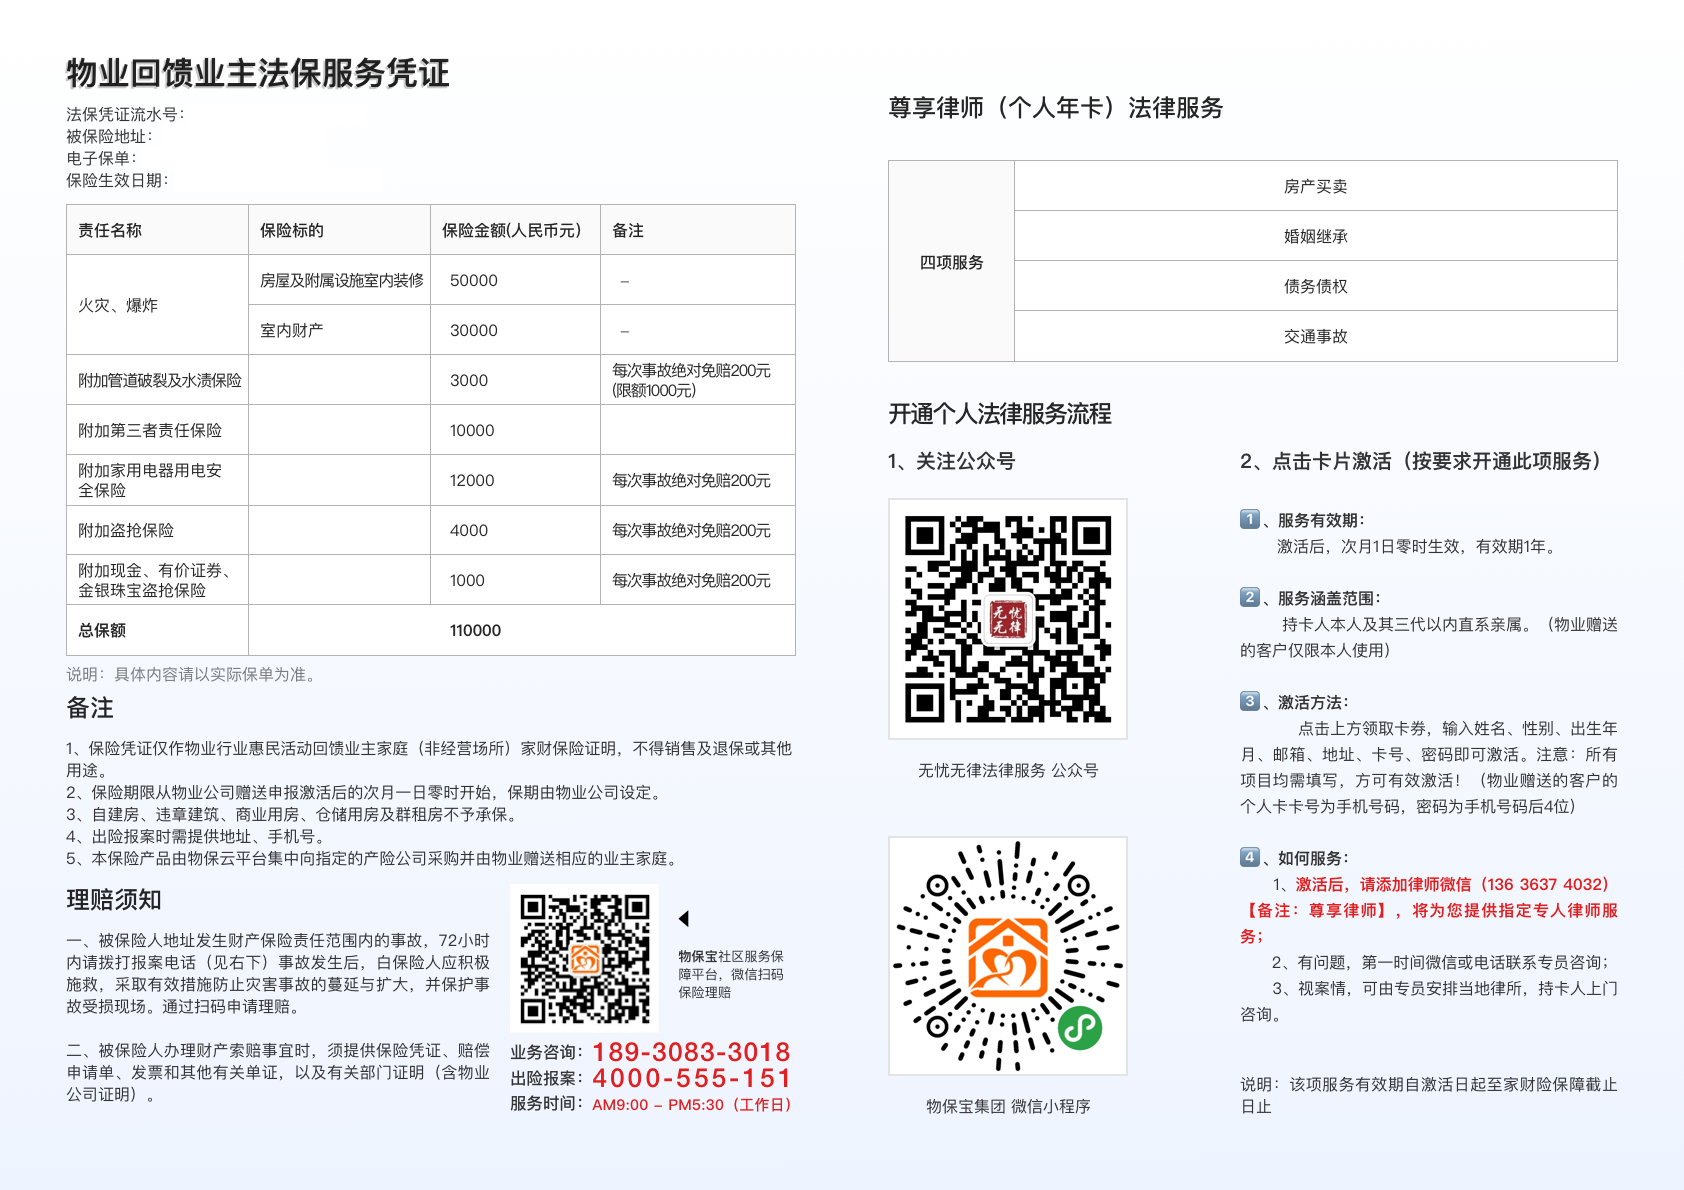 物业回馈业主法保服务凭证
法保凭证流水号：
被保险地址：
电子保单：
保险生效日期：
责任名称 保险标的 保险金额(人民币元) 备注
火灾、爆炸
房屋及附属设施室内装修 50000 –
室内财产 30000 –
附加管道破裂及水渍保险 3000 每次事故绝对免赔200元
(限额1000元)
附加第三者责任保险 10000
附加家用电器用电安
全保险
12000 每次事故绝对免赔200元
附加盗抢保险 4000 每次事故绝对免赔200元
附加现金、有价证券、
金银珠宝盗抢保险
1000 每次事故绝对免赔200元
总保额 110000
说明：具体内容请以实际保单为准。
备注
1、保险凭证仅作物业行业惠民活动回馈业主家庭（非经营场所）家财保险证明，不得销售及退保或其他
用途。
2、保险期限从物业公司赠送申报激活后的次月一日零时开始，保期由物业公司设定。
3、自建房、违章建筑、商业用房、仓储用房及群租房不予承保。
4、出险报案时需提供地址、手机号。
5、本保险产品由物保云平台集中向指定的产险公司采购并由物业赠送相应的业主家庭。
理赔须知
一、被保险人地址发生财产保险责任范围内的事故，72小时
内请拨打报案电话（见右下）事故发生后，白保险人应积极
施救，采取有效措施防止灾害事故的蔓延与扩大，并保护事
故受损现场。通过扫码申请理赔。
二、被保险人办理财产索赔事宜时，须提供保险凭证、赔偿
申请单、发票和其他有关单证，以及有关部门证明（含物业
公司证明）。
物保宝社区服务保
障平台，微信扫码
保险理赔
业务咨询：189-3083-3018
出险报案：4000-555-151
服务时间：AM9:00 – PM5:30（工作日）
尊享律师（个人年卡）法律服务
四项服务
房产买卖
婚姻继承
债务债权
交通事故
开通个人法律服务流程
1、关注公众号
无忧
无律
无忧无律法律服务 公众号
物保宝集团 微信小程序
2、点击卡片激活（按要求开通此项服务）
1、服务有效期：
激活后，次月1日零时生效，有效期1年。
2、服务涵盖范围：
持卡人本人及其三代以内直系亲属。（物业赠送
的客户仅限本人使用）
3、激活方法：
点击上方领取卡券，输入姓名、性别、出生年
月、邮箱、地址、卡号、密码即可激活。注意：所有
项目均需填写，方可有效激活！（物业赠送的客户的
个人卡卡号为手机号码，密码为手机号码后4位）
4、如何服务：
1、激活后，请添加律师微信（136 3637 4032）
【备注：尊享律师】，将为您提供指定专人律师服
务；
2、有问题，第一时间微信或电话联系专员咨询；
3、视案情，可由专员安排当地律所，持卡人上门
咨询。
说明：该项服务有效期自激活日起至家财险保障截止
日止